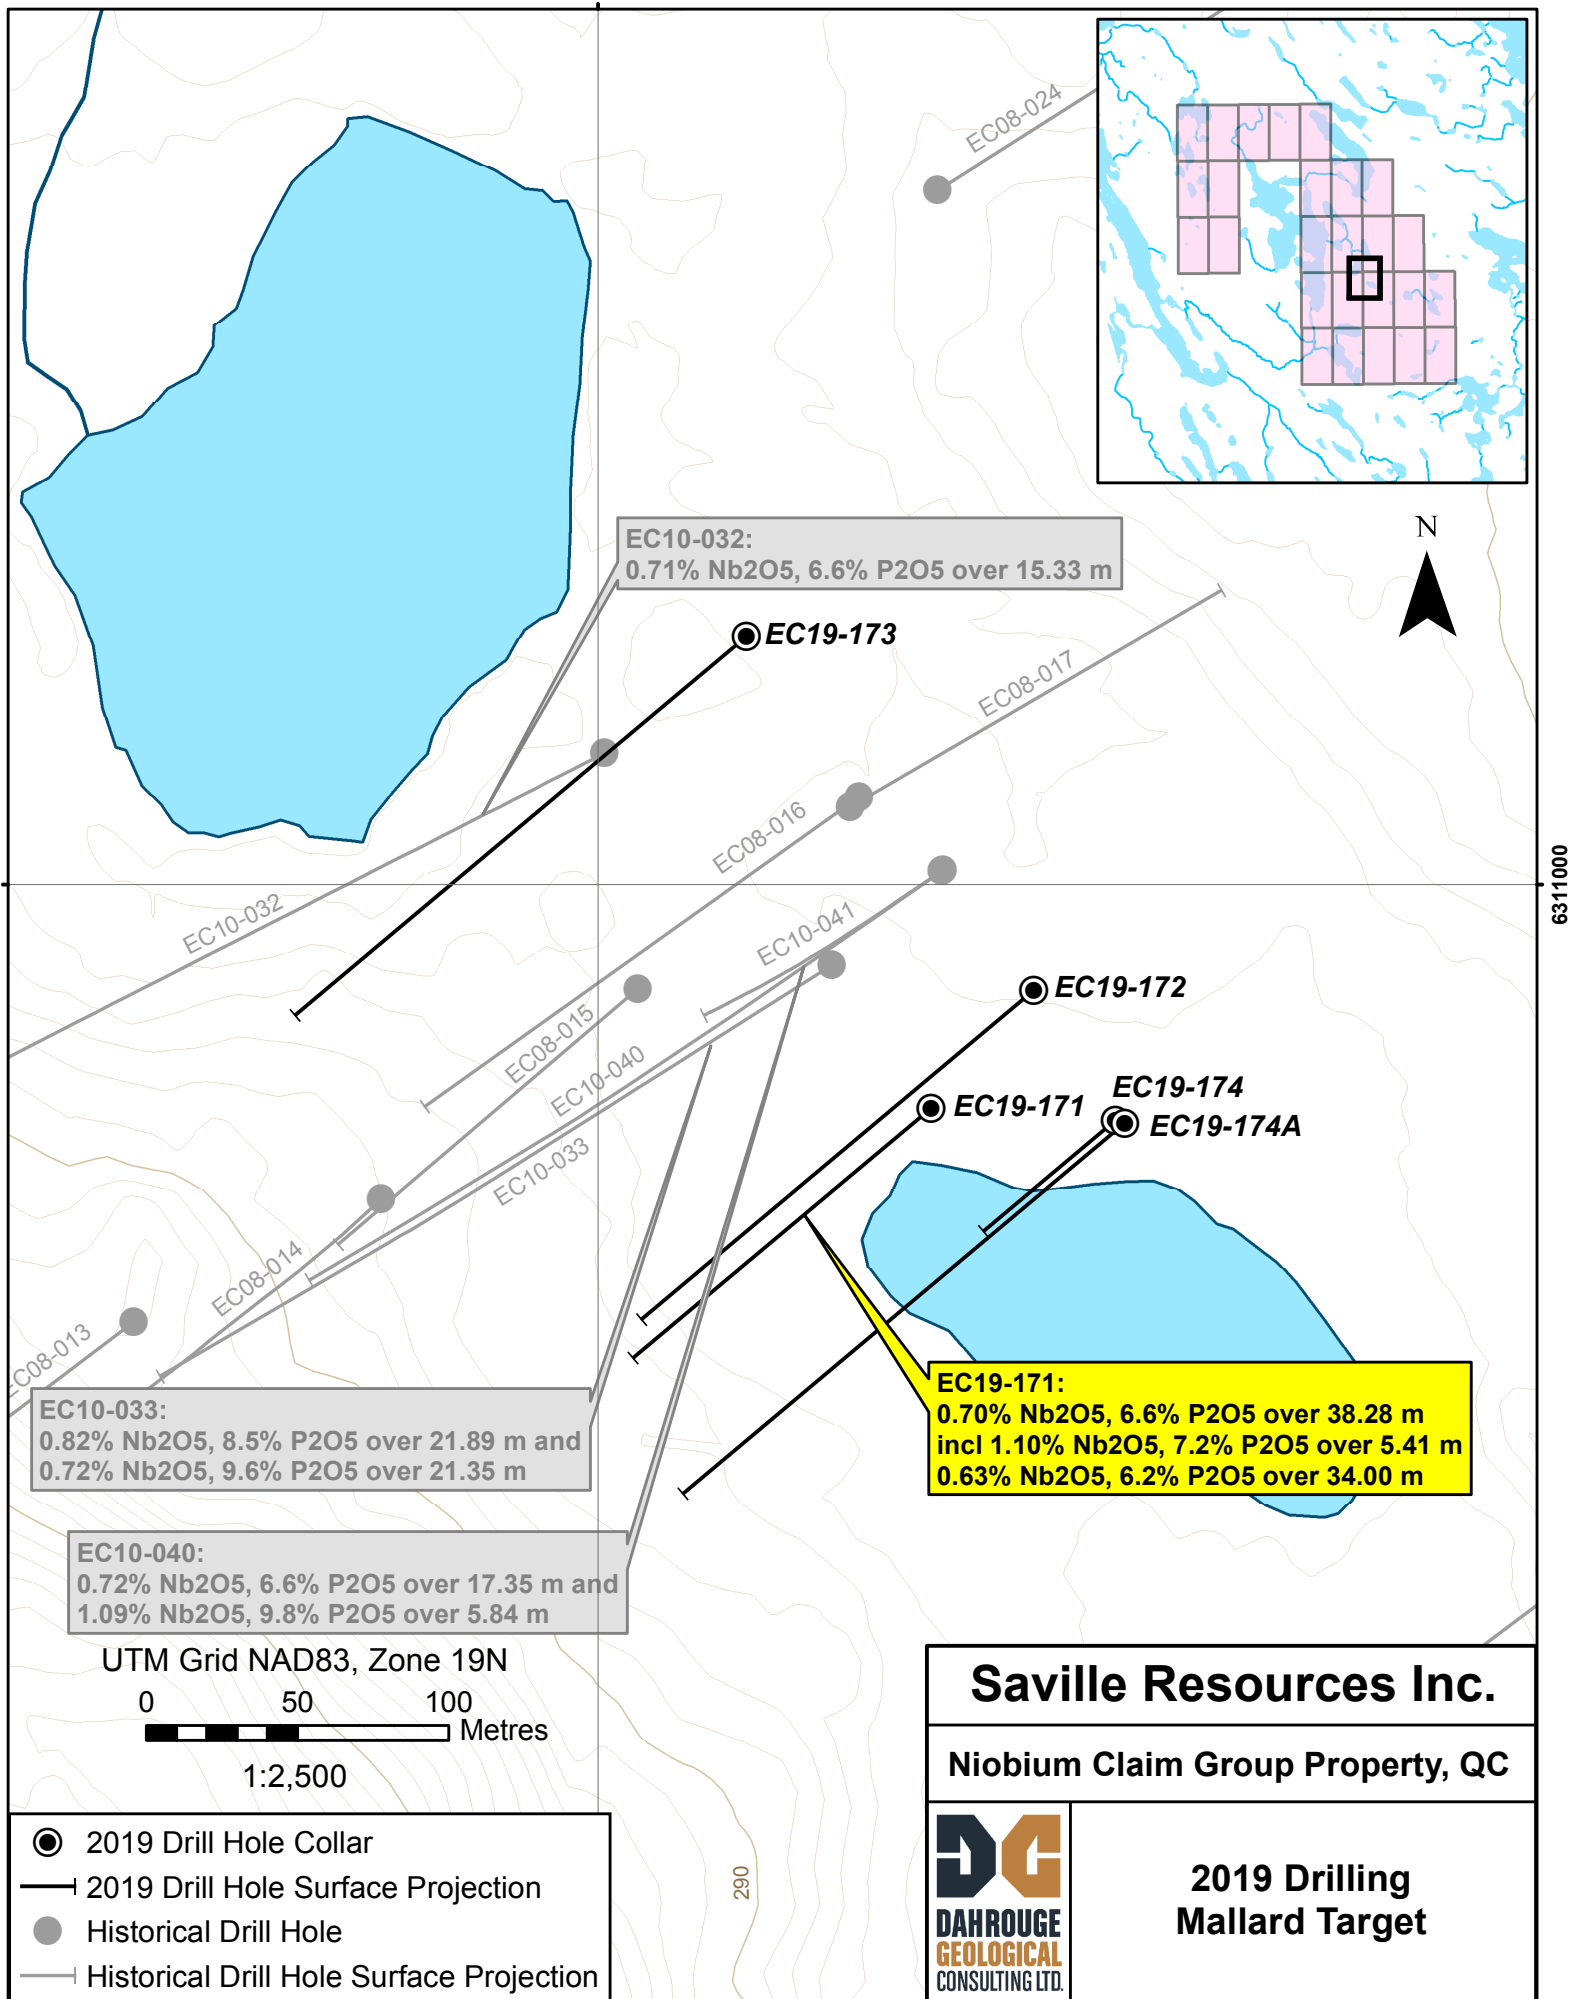 EC08-024
EC10-032:
0.71% Nb2O5, 6.6% P2O5 over 15.33 m
N
EC19-173
EC08-017
EC08-016
6311000
EC10-032
EC10-041
EC19-172
EC08-015
EC10-040
EC19-174
EC19-171
EC19-174A
EC10-033
EC08-014
EC08-013
EC19-171:
0.70% Nb2O5, 6.6% P2O5 over 38.28 m
incl 1.10% Nb2O5, 7.2% P2O5 over 5.41 m
0.63% Nb2O5, 6.2% P2O5 over 34.00 m
EC10-033:
0.82% Nb2O5, 8.5% P2O5 over 21.89 m and
0.72% Nb2O5, 9.6% P2O5 over 21.35 m
EC10-040:
0.72% Nb2O5, 6.6% P2O5 over 17.35 m and
1.09% Nb2O5, 9.8% P2O5 over 5.84 m
UTM Grid NAD83, Zone 19N
0 50 100
Metres
1:2,500
2019 Drill Hole Collar
2019 Drill Hole Surface Projection
Historical Drill Hole
Historical Drill Hole Surface Projection
290
Saville Resources Inc.
Niobium Claim Group Property, QC
DAHROUGE
GEOLOGICAL
CONSULTING LTD.
2019 Drilling
Mallard Target